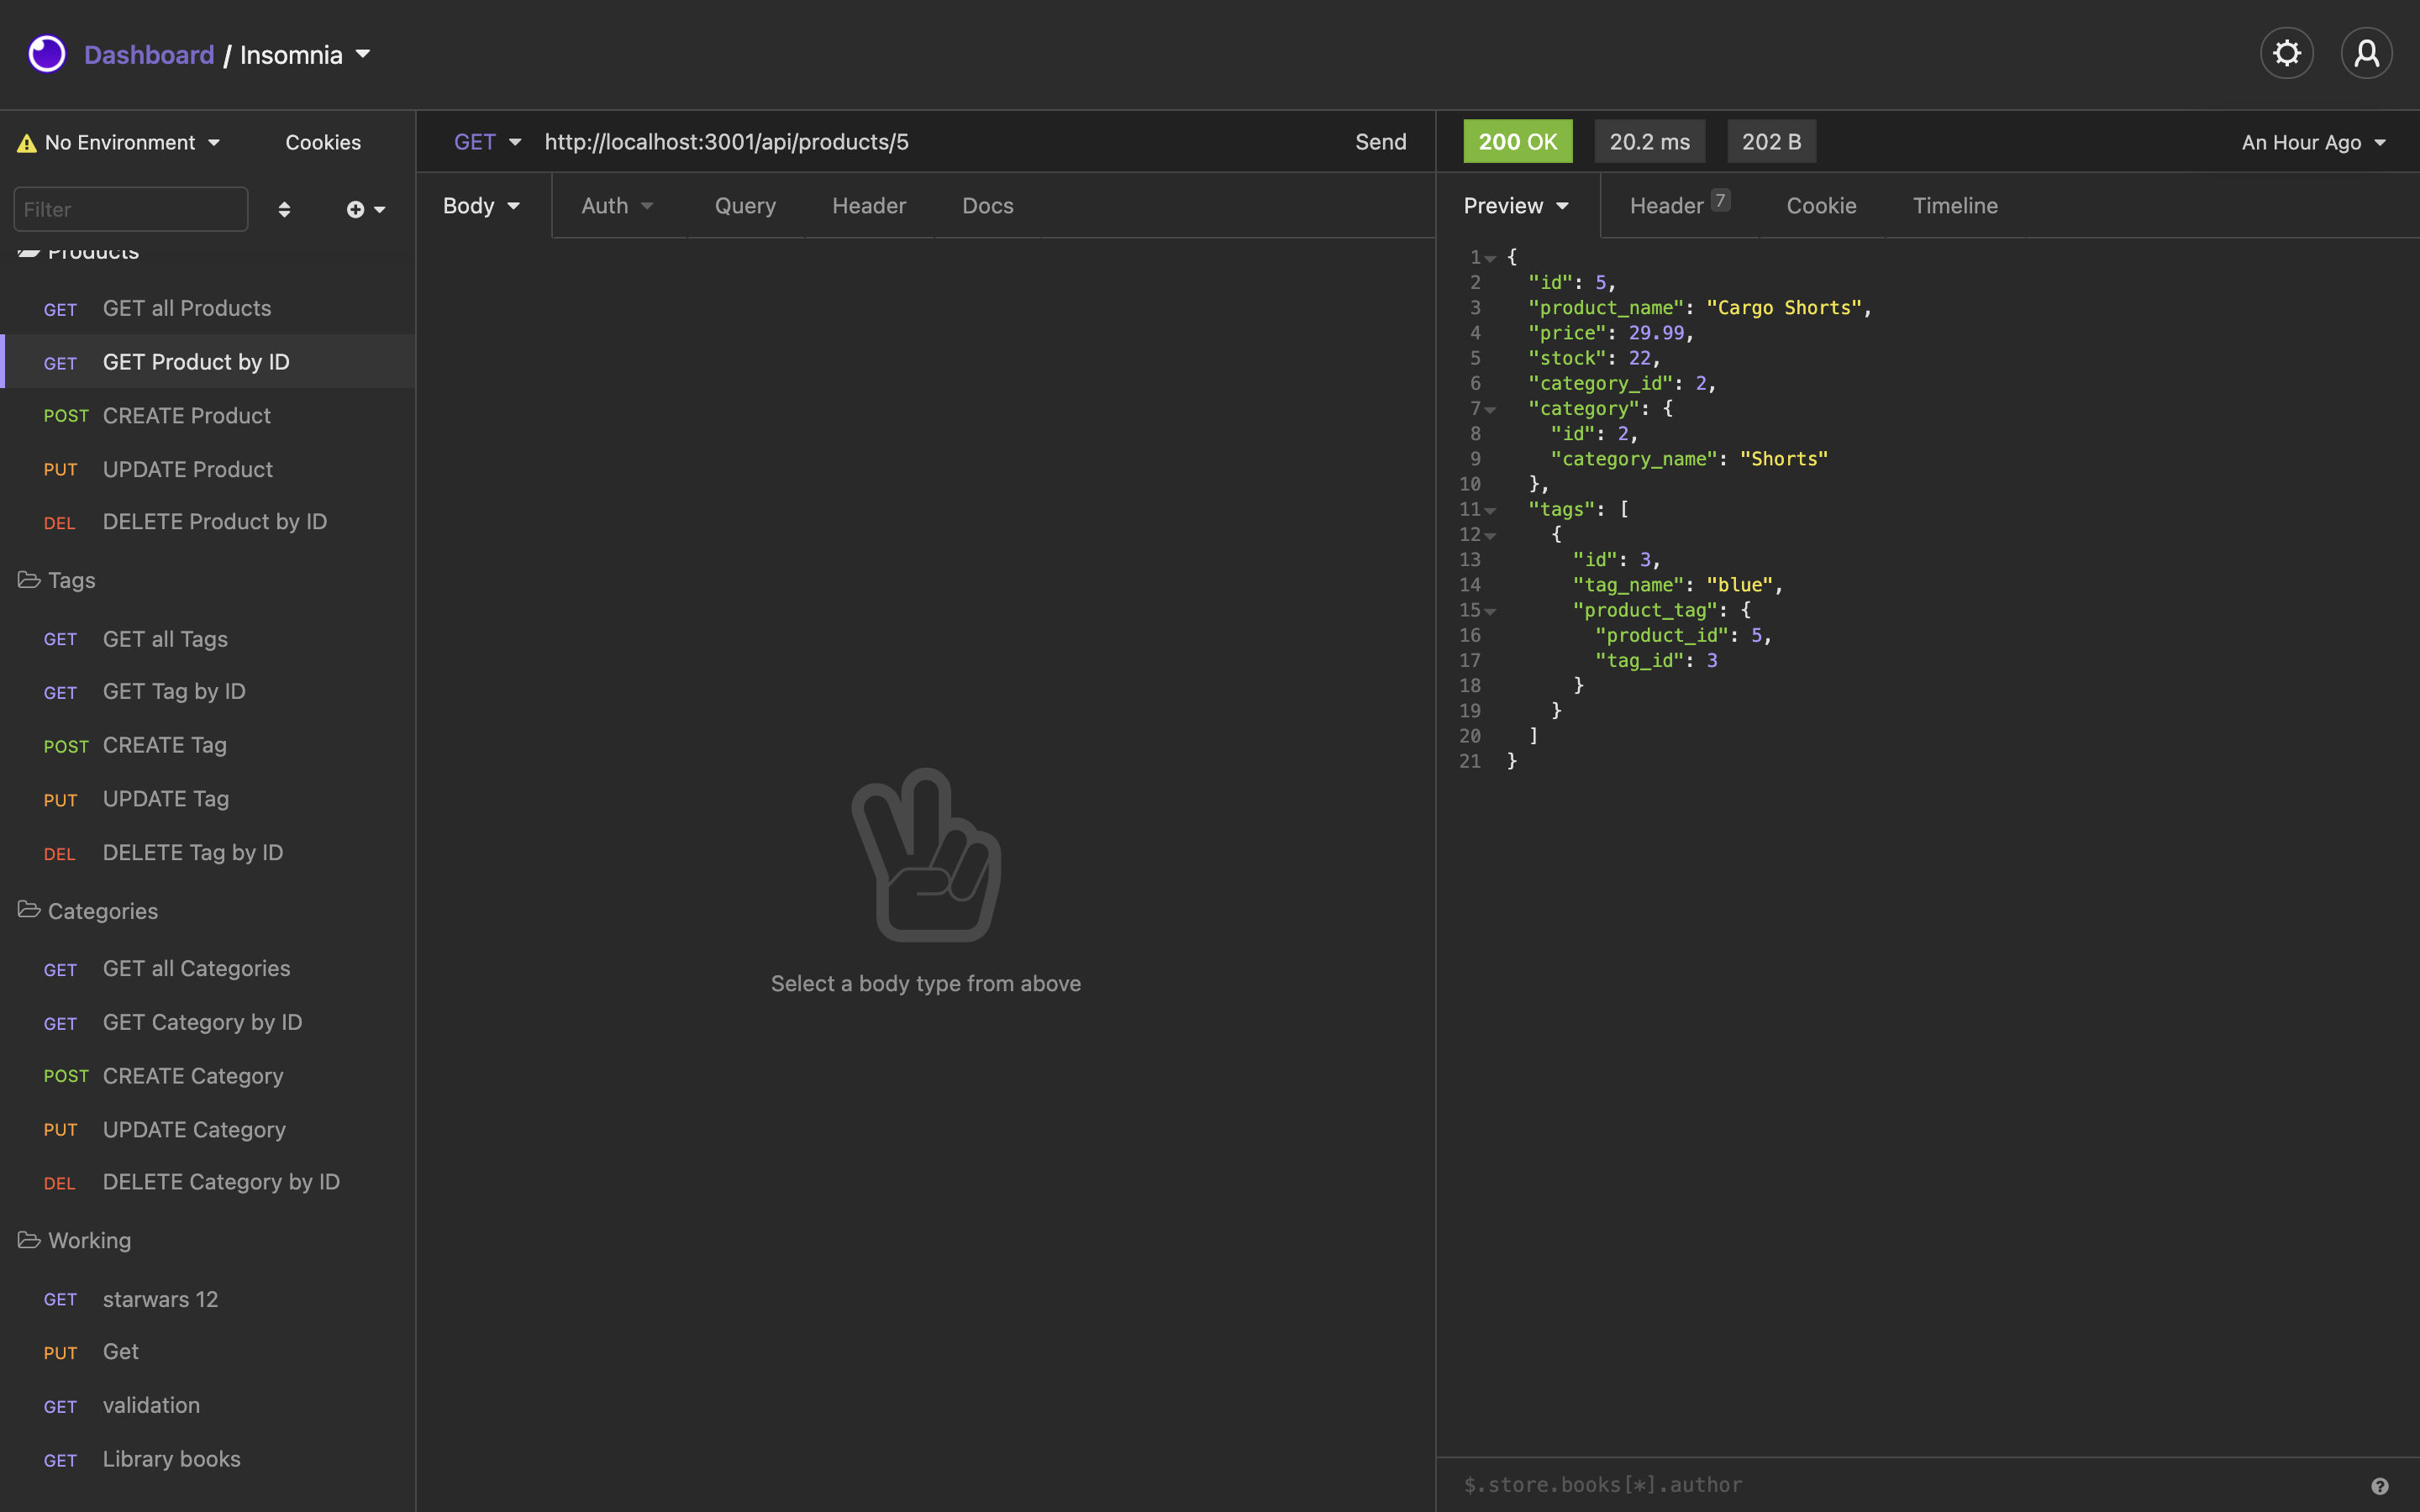 Dashboard / Insomnia
No Environment
Cookies
Filter
Products
GET GET all Products
GET GET Product by ID
POST CREATE Product
PUT UPDATE Product
DEL DELETE Product by ID
Tags
GET GET all Tags
GET GET Tag by ID
POST CREATE Tag
PUT UPDATE Tag
DEL DELETE Tag by ID
Categories
GET GET all Categories
GET GET Category by ID
POST CREATE Category
PUT UPDATE Category
DEL DELETE Category by ID
Working
GET starwars 12
PUT Get
GET validation
GET Library books
GET http://localhost:3001/api/products/5 Send
Body Auth Query Header Docs
Select a body type from above
200 OK 20.2 ms 202 B An Hour Ago
Preview Header 7 Cookie Timeline
1 {
2 "id": 5,
3 "product_name": "Cargo Shorts",
4 "price": 29.99,
5 "stock": 22,
6 "category_id": 2,
7 "category": {
8 "id": 2,
9 "category_name": "Shorts"
10 },
11 "tags": [
12 {
13 "id": 3,
14 "tag_name": "blue",
15 "product_tag": {
16 "product_id": 5,
17 "tag_id": 3
18 }
19 }
20 ]
21 }
$.store.books[*].author